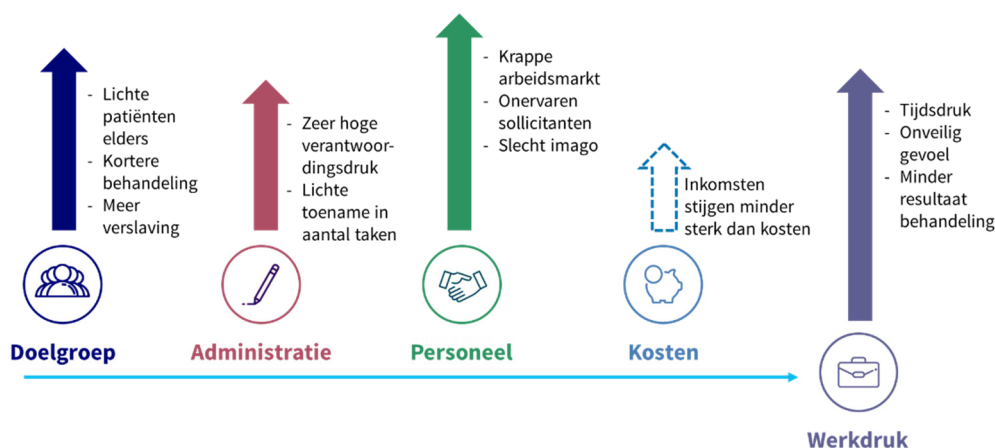 - Lichte
patiënten
elders
- Kortere
behandeling
- Meer
verslaving
Doelgroep
- Zeer hoge
verantwoor-
dingsdruk
- Lichte
toename in
aantal taken
Administratie
- Krappe
arbeidsmarkt
- Onervaren
sollicitanten
- Slecht imago
Personeel
Inkomsten
stijgen minder
sterk dan kosten
Kosten
- Tijdsdruk
- Onveilig
gevoel
- Minder
resultaat
behandeling
Werkdruk